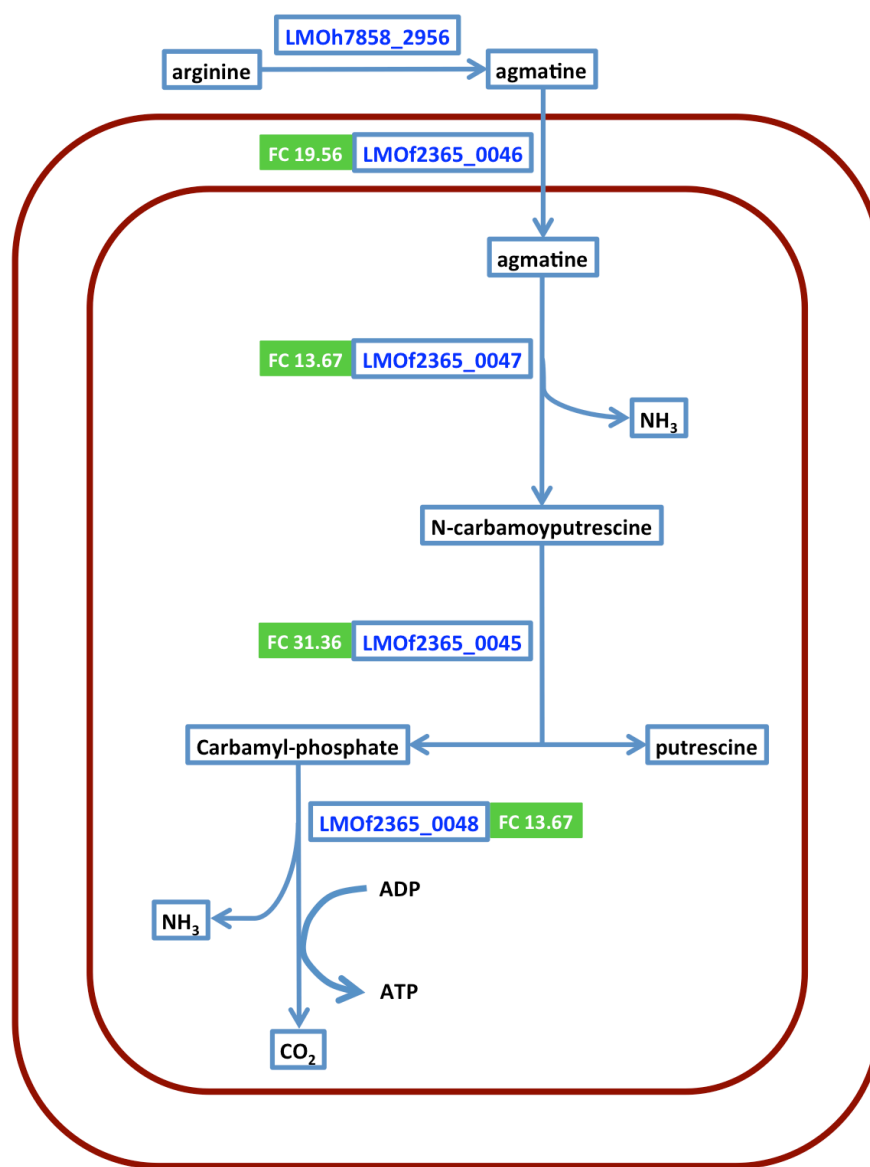 LMOh7858_2956
arginine
agmatine
FC 19.56 LMOf2365_0046
agmatine
FC 13.67 LMOf2365_0047
NH₃
N-carbamoyputrescine
FC 31.36 LMOf2365_0045
Carbamyl-phosphate
putrescine
LMOf2365_0048 FC 13.67
ADP
NH₃
ATP
CO₂